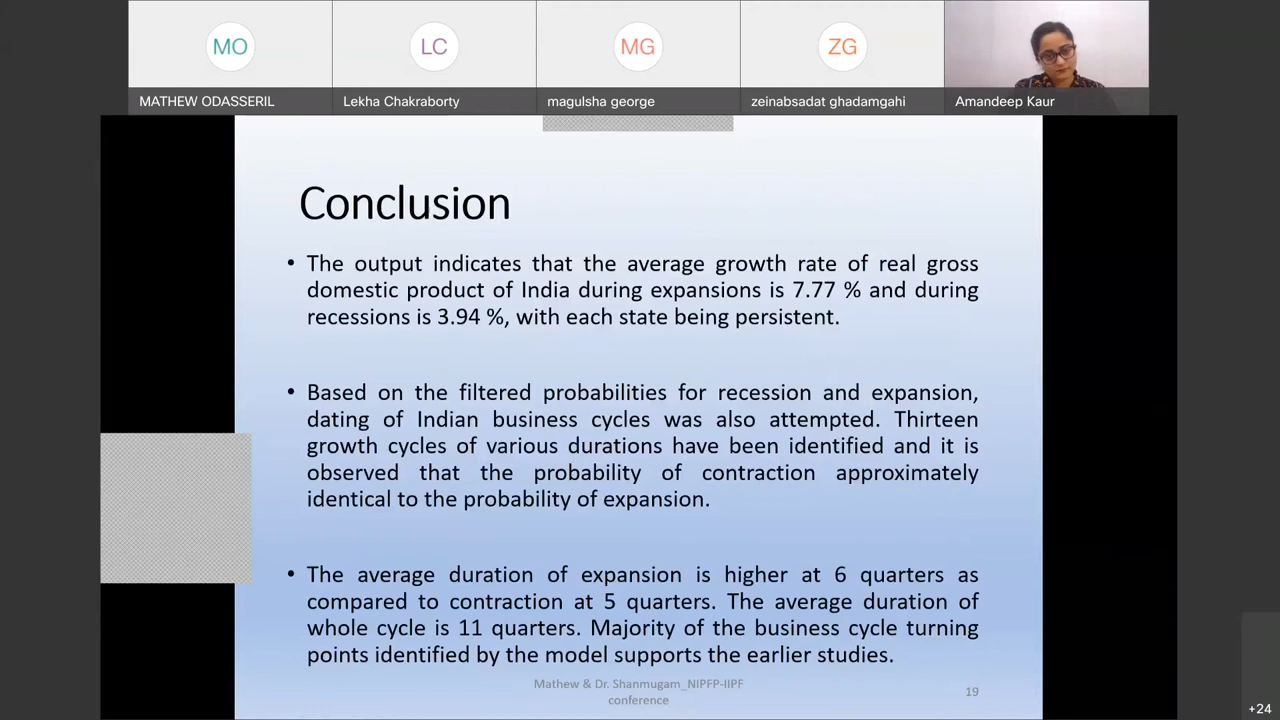 MO
LC
MG
ZG
MATHEW ODASSERIL
Lekha Chakraborty
magulsha george
zeinabsadat ghadamgahi
Amandeep Kaur
Conclusion
• The output indicates that the average growth rate of real gross
domestic product of India during expansions is 7.77 % and during
recessions is 3.94 %, with each state being persistent.
• Based on the filtered probabilities for recession and expansion,
dating of Indian business cycles was also attempted. Thirteen
growth cycles of various durations have been identified and it is
observed that the probability of contraction approximately
identical to the probability of expansion.
• The average duration of expansion is higher at 6 quarters as
compared to contraction at 5 quarters. The average duration of
whole cycle is 11 quarters. Majority of the business cycle turning
points identified by the model supports the earlier studies.
Mathew & Dr. Shanmugam_NIPFP-IIPF
conference
19
+24